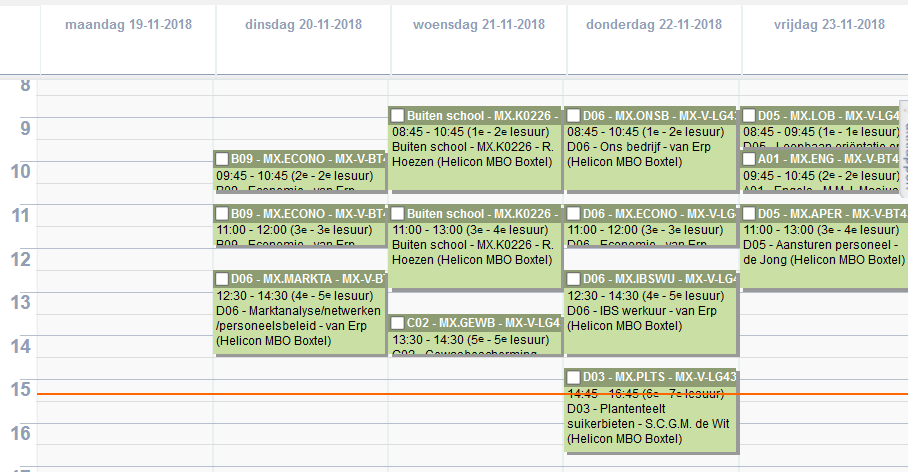 maandag 19-11-2018
dinsdag 20-11-2018
woensdag 21-11-2018
donderdag 22-11-2018
vrijdag 23-11-2018
8
9
10
11
12
13
14
15
16
B09 - MX.ECONO - MX-V-BT4
09:45 - 10:45 (2e - 2e lesuur)
B09 - Economie - van Erp
B09 - MX.ECONO - MX-V-BT4
11:00 - 12:00 (3e - 3e lesuur)
B09 - Economie - van Erp
D06 - MX.MARKTA - MX-V-BT
12:30 - 14:30 (4e - 5e lesuur)
D06 - Marktanalyse/netwerken
/personeelsbeleid - van Erp
(Helicon MBO Boxtel)
Buiten school - MX.K0226 -
08:45 - 10:45 (1e - 2e lesuur)
Buiten school - MX.K0226 - R.
Hoezen (Helicon MBO Boxtel)
Buiten school - MX.K0226 -
11:00 - 13:00 (3e - 4e lesuur)
Buiten school - MX.K0226 - R.
Hoezen (Helicon MBO Boxtel)
C02 - MX.GEWB - MX-V-LG4
13:30 - 14:30 (5e - 5e lesuur)
C02 - Gewasbescherming
D06 - MX.ONSB - MX-V-LG43
08:45 - 10:45 (1e - 2e lesuur)
D06 - Ons bedrijf - van Erp
(Helicon MBO Boxtel)
D06 - MX.ECONO - MX-V-LG
11:00 - 12:00 (3e - 3e lesuur)
D06 - Economie - van Erp
D06 - MX.IBSWU - MX-V-LG4
12:30 - 14:30 (4e - 5e lesuur)
D06 - IBS werkuur - van Erp
(Helicon MBO Boxtel)
D03 - MX.PLTS - MX-V-LG43
14:45 - 16:45 (6e - 7e lesuur)
D03 - Plantenteelt
suikerbieten - S.C.G.M. de Wit
(Helicon MBO Boxtel)
D05 - MX.LOB - MX-V-LG4
08:45 - 09:45 (1e - 1e lesuur)
D05 - Loopbaan oriëntatie en
A01 - MX.ENG - MX-V-BT4
09:45 - 10:45 (2e - 2e lesuur)
A01 - Engels - M.M.J.
D05 - MX.APER - MX-V-BT4
11:00 - 13:00 (3e - 4e lesuur)
D05 - Aansturen personeel -
de Jong (Helicon MBO Boxtel)